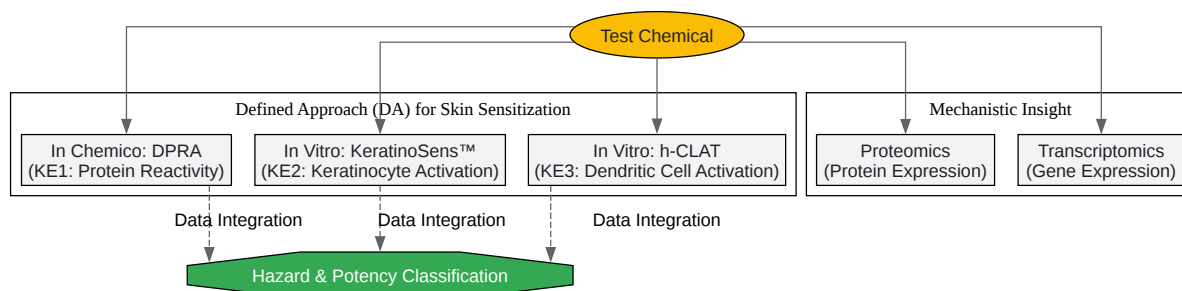 Test Chemical
Defined Approach (DA) for Skin Sensitization
Mechanistic Insight
In Chemico: DPRA
(KE1: Protein Reactivity)
In Vitro: KeratinoSens™
(KE2: Keratinocyte Activation)
In Vitro: h-CLAT
(KE3: Dendritic Cell Activation)
Proteomics
(Protein Expression)
Transcriptomics
(Gene Expression)
Data Integration
Data Integration
Data Integration
Hazard & Potency Classification